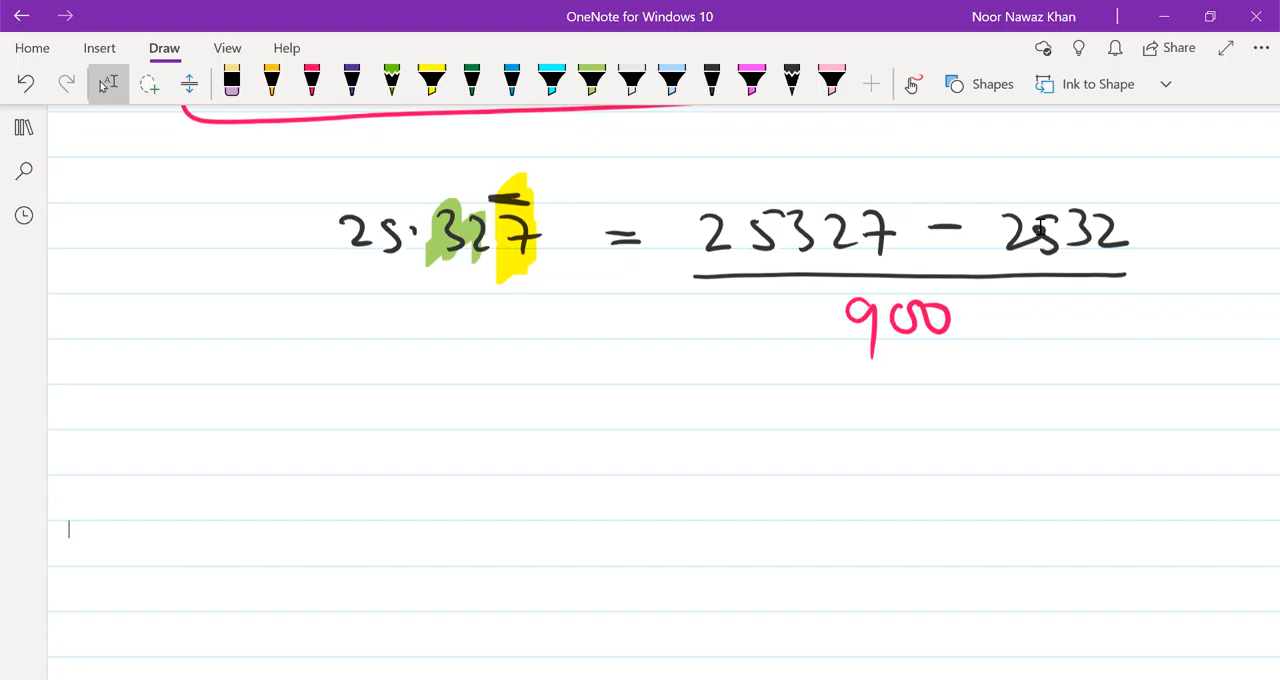 OneNote for Windows 10 Noor Nawaz Khan
Home Insert Draw View Help Share
Shapes Ink to Shape
25.327̅ = 25327 - 2532
900